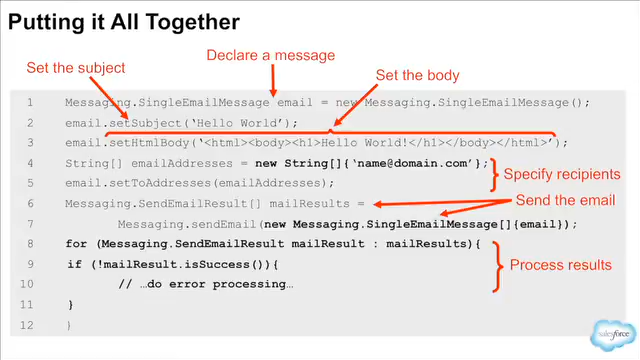 Putting it All Together
Declare a message
Set the subject
Set the body
1 Messaging.SingleEmailMessage email = new Messaging.SingleEmailMessage();
2 email.setSubject(‘Hello World’);
3 email.setHtmlBody(‘<html><body><h1>Hello World!</h1></body></html>’);
4 String[] emailAddresses = new String[]{‘name@domain.com’};
Specify recipients
5 email.setToAddresses(emailAddresses);
Send the email
6 Messaging.SendEmailResult[] mailResults =
7 Messaging.sendEmail(new Messaging.SingleEmailMessage[]{email});
8 for (Messaging.SendEmailResult mailResult : mailResults){
9 if (!mailResult.isSuccess()){
Process results
10 // …do error processing…
11 }
12 }
salesforce